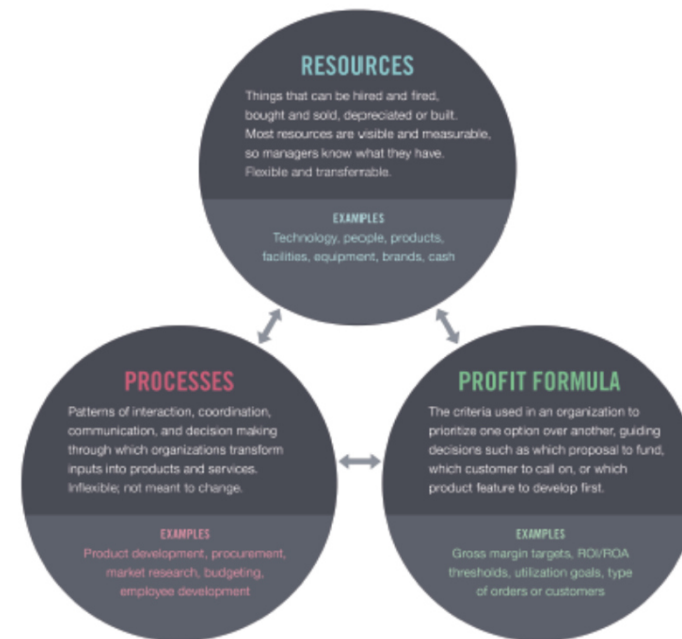 RESOURCES
Things that can be hired and fired,
bought and sold, depreciated or built.
Most resources are visible and measurable,
so managers know what they have.
Flexible and transferrable.
EXAMPLES
Technology, people, products,
facilities, equipment, brands, cash
PROCESSES
Patterns of interaction, coordination,
communication, and decision making
through which organizations transform
inputs into products and services.
Inflexible; not meant to change.
EXAMPLES
Product development, procurement,
market research, budgeting,
employee development
PROFIT FORMULA
The criteria used in an organization to
prioritize one option over another, guiding
decisions such as which proposal to fund,
which customer to call on, or which
product feature to develop first.
EXAMPLES
Gross margin targets, ROI/ROA
thresholds, utilization goals, type
of orders or customers